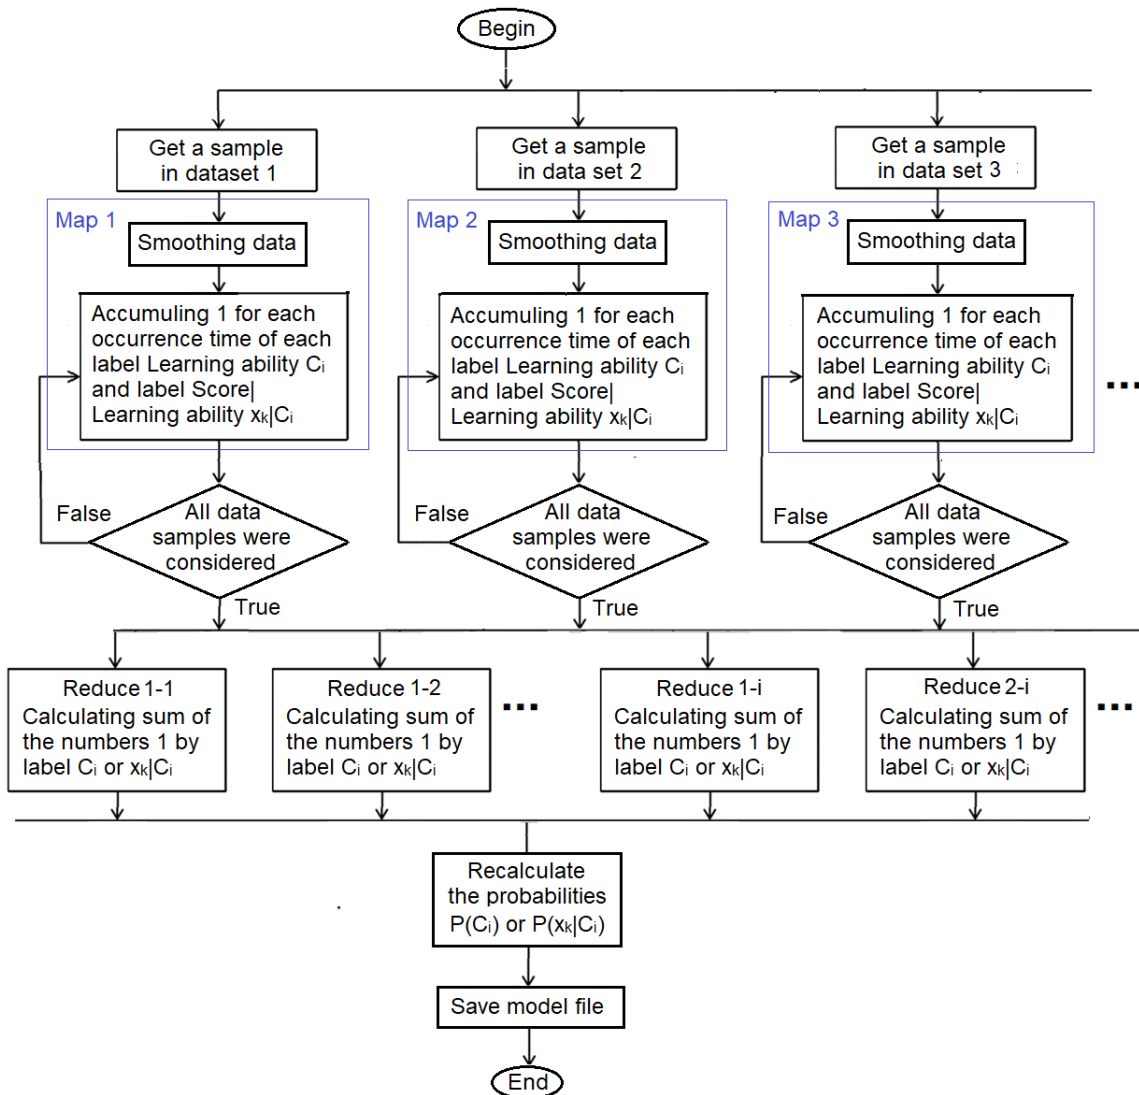 Begin
Get a sample
in dataset 1
Get a sample
in data set 2
Get a sample
in data set 3
Map 1
Smoothing data
Map 2
Smoothing data
Map 3
Smoothing data
Accumuling 1 for each
occurrence time of each
label Learning ability Cᵢ
and label Score|
Learning ability xₖ|Cᵢ
Accumuling 1 for each
occurrence time of each
label Learning ability Cᵢ
and label Score|
Learning ability xₖ|Cᵢ
Accumuling 1 for each
occurrence time of each
label Learning ability Cᵢ
and label Score|
Learning ability xₖ|Cᵢ
...
False
All data
samples were
considered
False
All data
samples were
considered
False
All data
samples were
considered
True
True
True
Reduce 1-1
Calculating sum of
the numbers 1 by
label Cᵢ or xₖ|Cᵢ
Reduce 1-2
Calculating sum of
the numbers 1 by
label Cᵢ or xₖ|Cᵢ
...
Reduce 1-i
Calculating sum of
the numbers 1 by
label Cᵢ or xₖ|Cᵢ
Reduce 2-i
Calculating sum of
the numbers 1 by
label Cᵢ or xₖ|Cᵢ
...
Recalculate
the probabilities
P(Cᵢ) or P(xₖ|Cᵢ)
Save model file
End